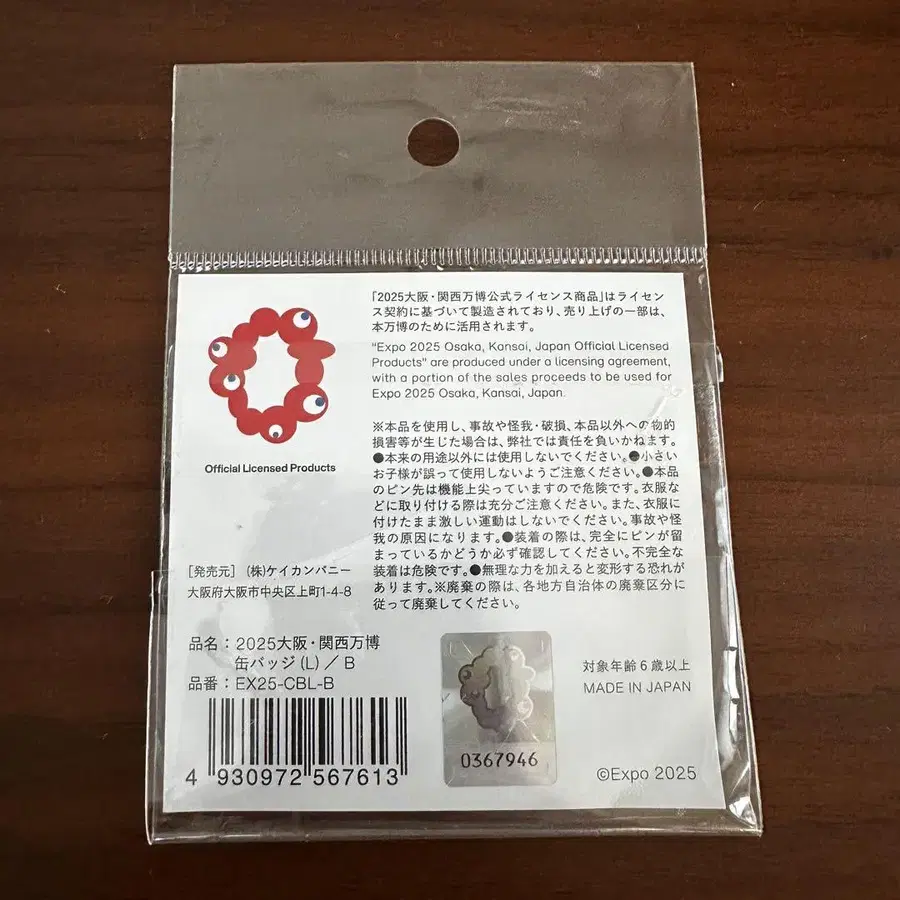 「2025大阪・関西万博公式ライセンス商品」はライセン
ス契約に基づいて製造されており、売り上げの一部は、
本万博のために活用されます。
"Expo 2025 Osaka, Kansai, Japan Official Licensed
Products" are produced under a licensing agreement,
with a portion of the sales proceeds to be used for
Expo 2025 Osaka, Kansai, Japan.
Official Licensed Products
※本品を使用し、事故や怪我・破損、本品以外への物的
損害等が生じた場合は、弊社では責任を負いかねます。
●本来の用途以外には使用しないでください。●小さい
お子様が誤って使用しないようご注意ください。●本品
のピン先は機能上尖っていますので危険です。衣服な
どに取り付ける際は充分ご注意ください。また、衣服に
付けたまま激しい運動はしないでください。事故や怪
我の原因になります。●装着の際は、完全にピンが留
まっているかどうか必ず確認してください。不完全な
装着は危険です。●無理な力を加えると変形する恐れが
あります。※廃棄の際は、各地方自治体の廃棄区分に
従って廃棄してください。
[発売元] (株)ケイカンパニー
大阪府大阪市中央区上町1-4-8
品名：2025大阪・関西万博
缶バッジ(L)／B
品番：EX25-CBL-B
4 930972 567613
0367946
対象年齢6歳以上
MADE IN JAPAN
©Expo 2025